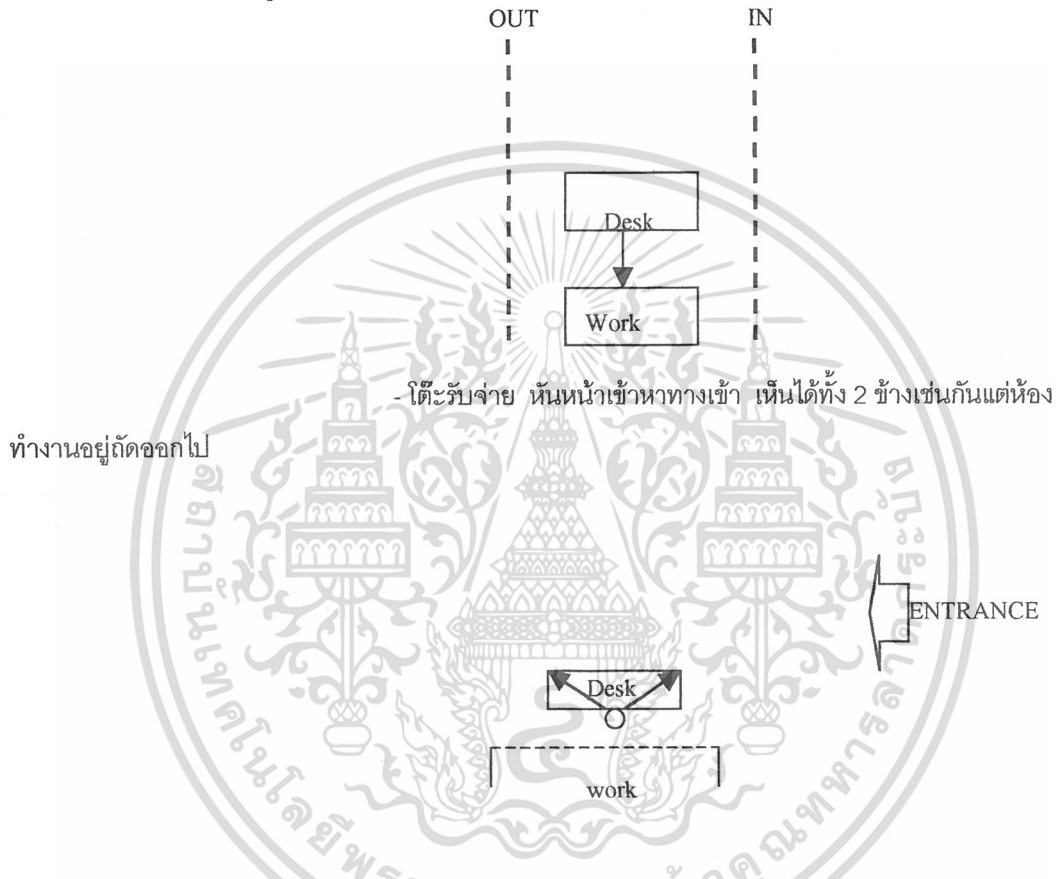 OUT IN
Desk
Work
- โต๊ะรับจ่าย หันหน้าเข้าหาทางเข้า เห็นได้ทั้ง 2 ข้างเช่นกันแต่ห้อง
ทำงานอยู่ถัดออกไป
ENTRANCE
Desk
work